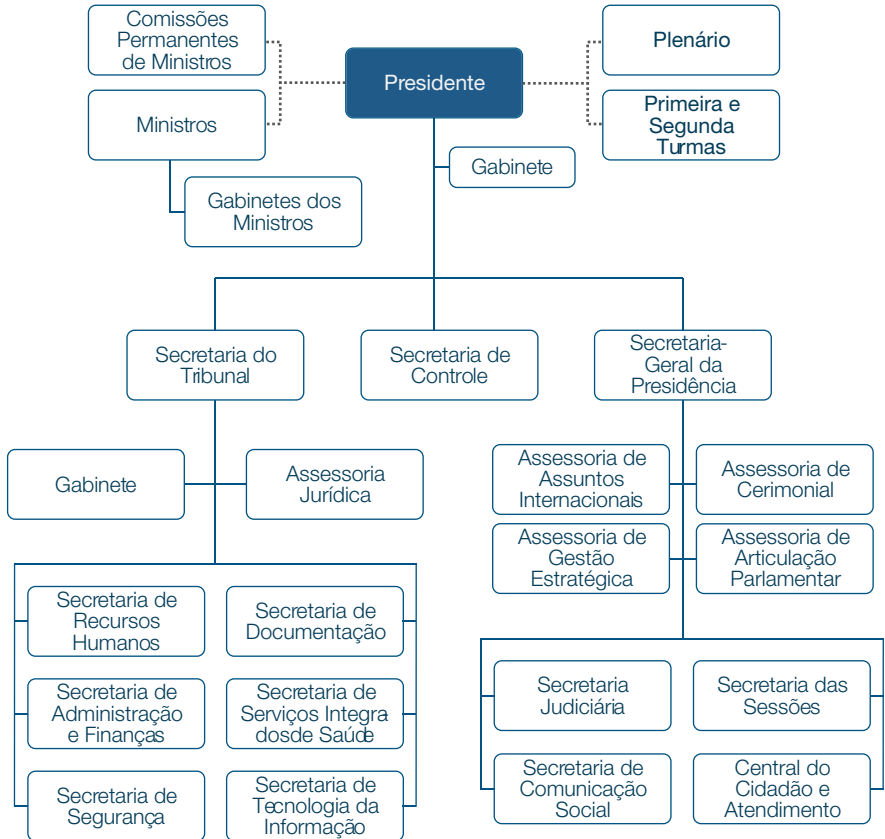 Comissões
Permanentes
de Ministros
Presidente
Plenário
Ministros
Primeira e
Segunda
Turmas
Gabinete
Gabinetes dos
Ministros
Secretaria do
Tribunal
Secretaria de
Controle
Secretaria-
Geral da
Presidência
Gabinete
Assessoria
Jurídica
Assessoria de
Assuntos
Internacionais
Assessoria de
Cerimonial
Assessoria de
Gestão
Estratégica
Assessoria de
Articulação
Parlamentar
Secretaria de
Recursos
Humanos
Secretaria de
Documentação
Secretaria de
Administração
e Finanças
Secretaria de
Serviços Integra-
dosde Saúde
Secretaria de
Segurança
Secretaria de
Tecnologia da
Informação
Secretaria
Judiciária
Secretaria das
Sessões
Secretaria de
Comunicação
Social
Central do
Cidadão e
Atendimento